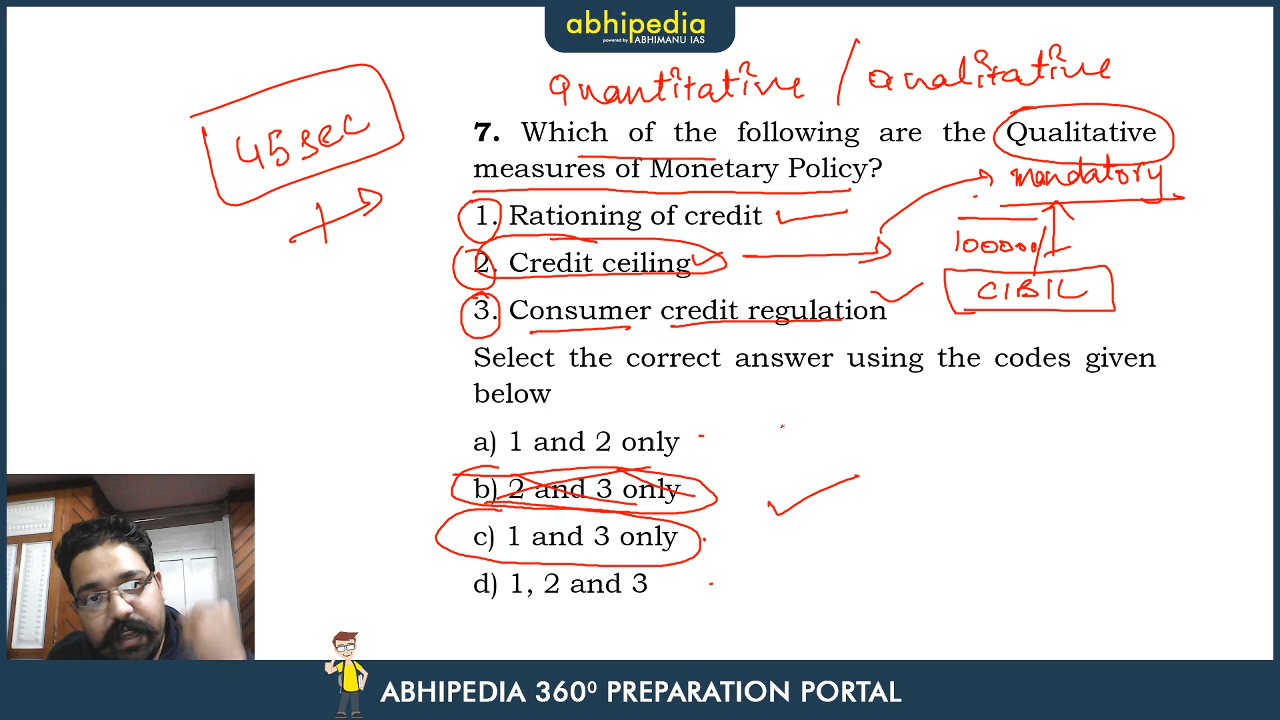 abhipedia
powered by ABHIMANU IAS
Quantitative / Qualitative
45 sec
7. Which of the following are the Qualitative
measures of Monetary Policy?
mandatory
1. Rationing of credit
100000/
2. Credit ceiling
CIBIL
3. Consumer credit regulation
Select the correct answer using the codes given
below
a) 1 and 2 only
b) 2 and 3 only
c) 1 and 3 only
d) 1, 2 and 3
ABHIPEDIA 360⁰ PREPARATION PORTAL